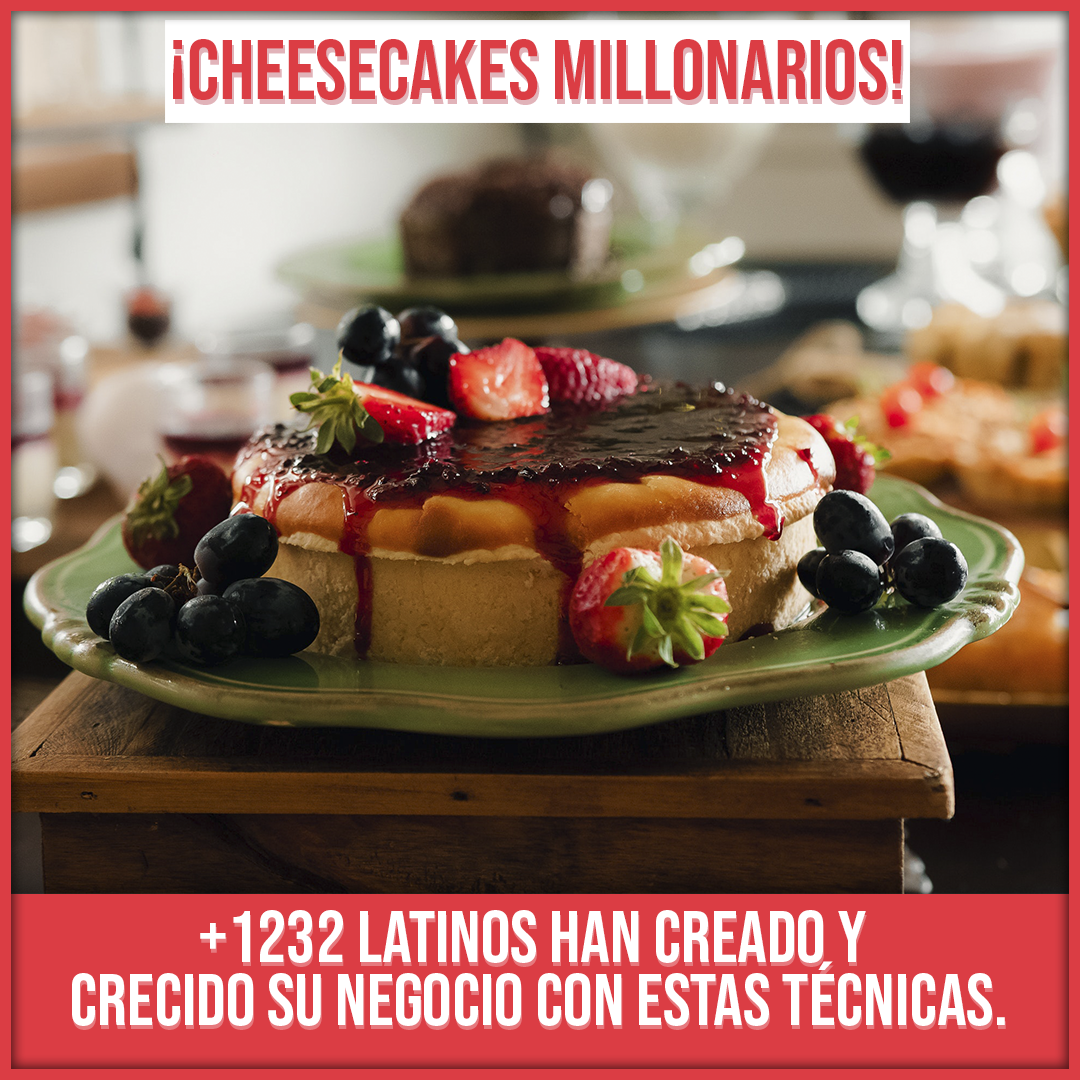 ¡CHEESECAKES MILLONARIOS!
+1232 LATINOS HAN CREADO Y
CRECIDO SU NEGOCIO CON ESTAS TÉCNICAS.